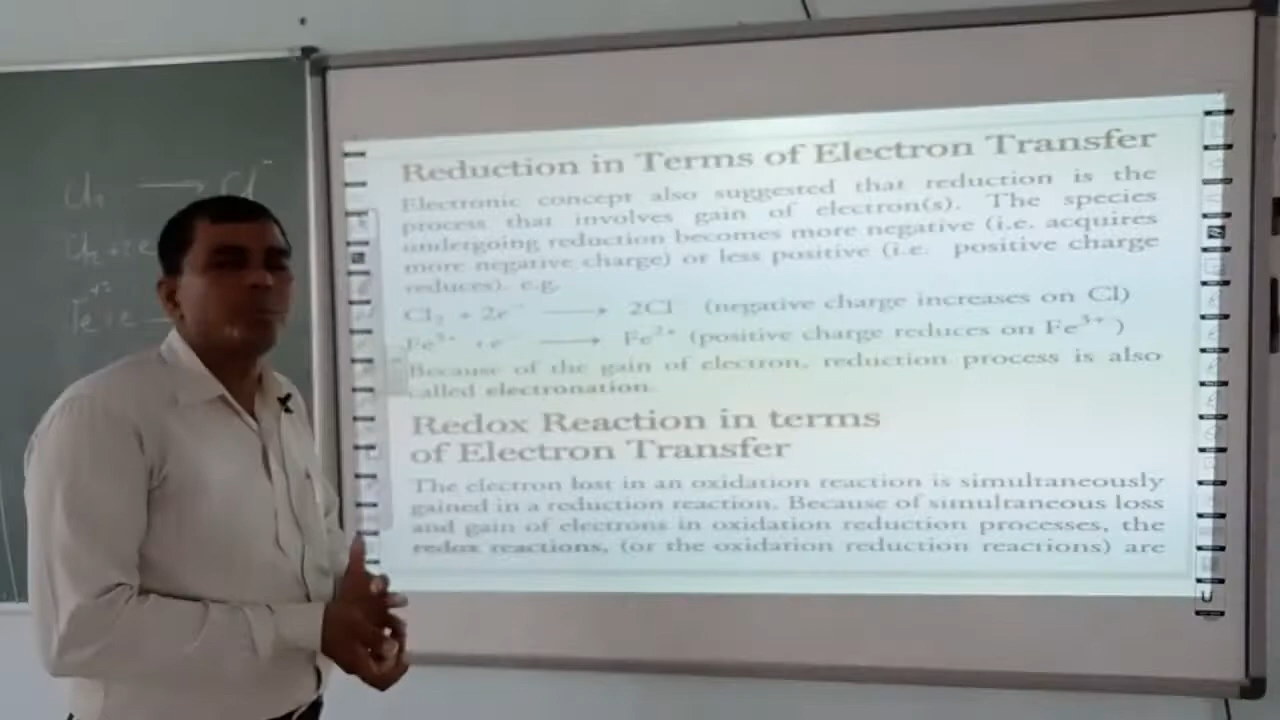 Cl₂ ⟶ Cl⁻
Cl₂ + e
Fe⁺³ + e
Reduction in Terms of Electron Transfer
Electronic concept also suggested that reduction is the
process that involves gain of electron(s). The species
undergoing reduction becomes more negative (i.e. acquires
more negative charge) or less positive (i.e. positive charge
reduces). e.g.
Cl₂ + 2e⁻ ⟶ 2Cl⁻ (negative charge increases on Cl)
Fe³⁺ + e⁻ ⟶ Fe²⁺ (positive charge reduces on Fe³⁺)
Because of the gain of electron, reduction process is also
called electronation.
Redox Reaction in terms
of Electron Transfer
The electron lost in an oxidation reaction is simultaneously
gained in a reduction reaction. Because of simultaneous loss
and gain of electrons in oxidation reduction processes, the
redox reactions, (or the oxidation reduction reactions) are